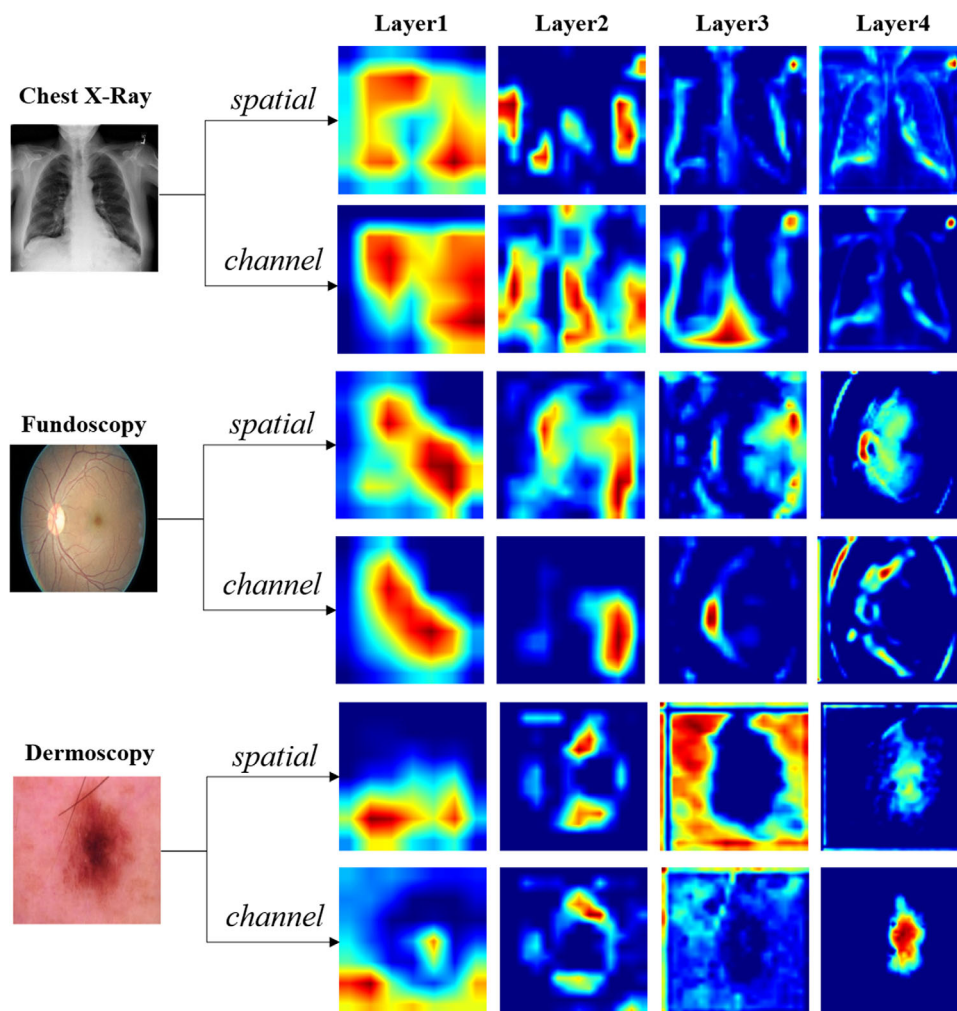 Layer1 Layer2 Layer3 Layer4
Chest X-Ray
spatial
channel
Fundoscopy
spatial
channel
Dermoscopy
spatial
channel